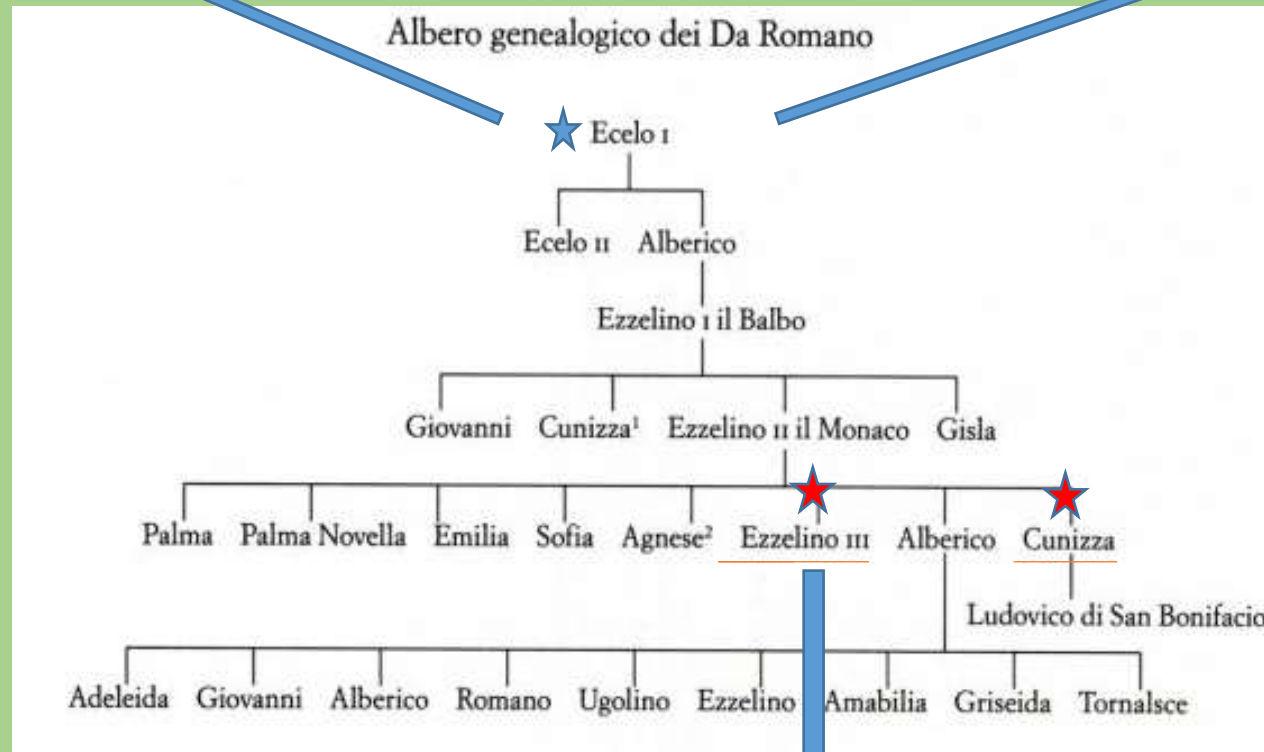 Albero genealogico dei Da Romano
Ecelo I
Ecelo II Alberico
Ezzelino I il Balbo
Giovanni Cunizza¹ Ezzelino II il Monaco Gisla
Palma Palma Novella Emilia Sofia Agnese² Ezzelino III Alberico Cunizza
Ludovico di San Bonifacio
Adeleida Giovanni Alberico Romano Ugolino Ezzelino Amabilia Griseida Tornalsce